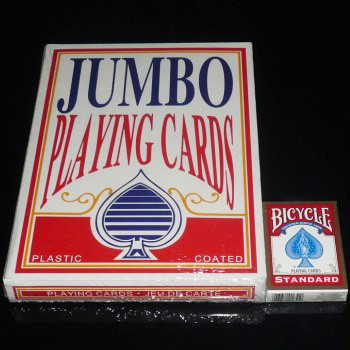 JUMBO
PLAYING CARDS
PLASTIC COATED
PLAYING CARDS - JEU DE CARTE
BICYCLE
PLAYING CARDS
STANDARD